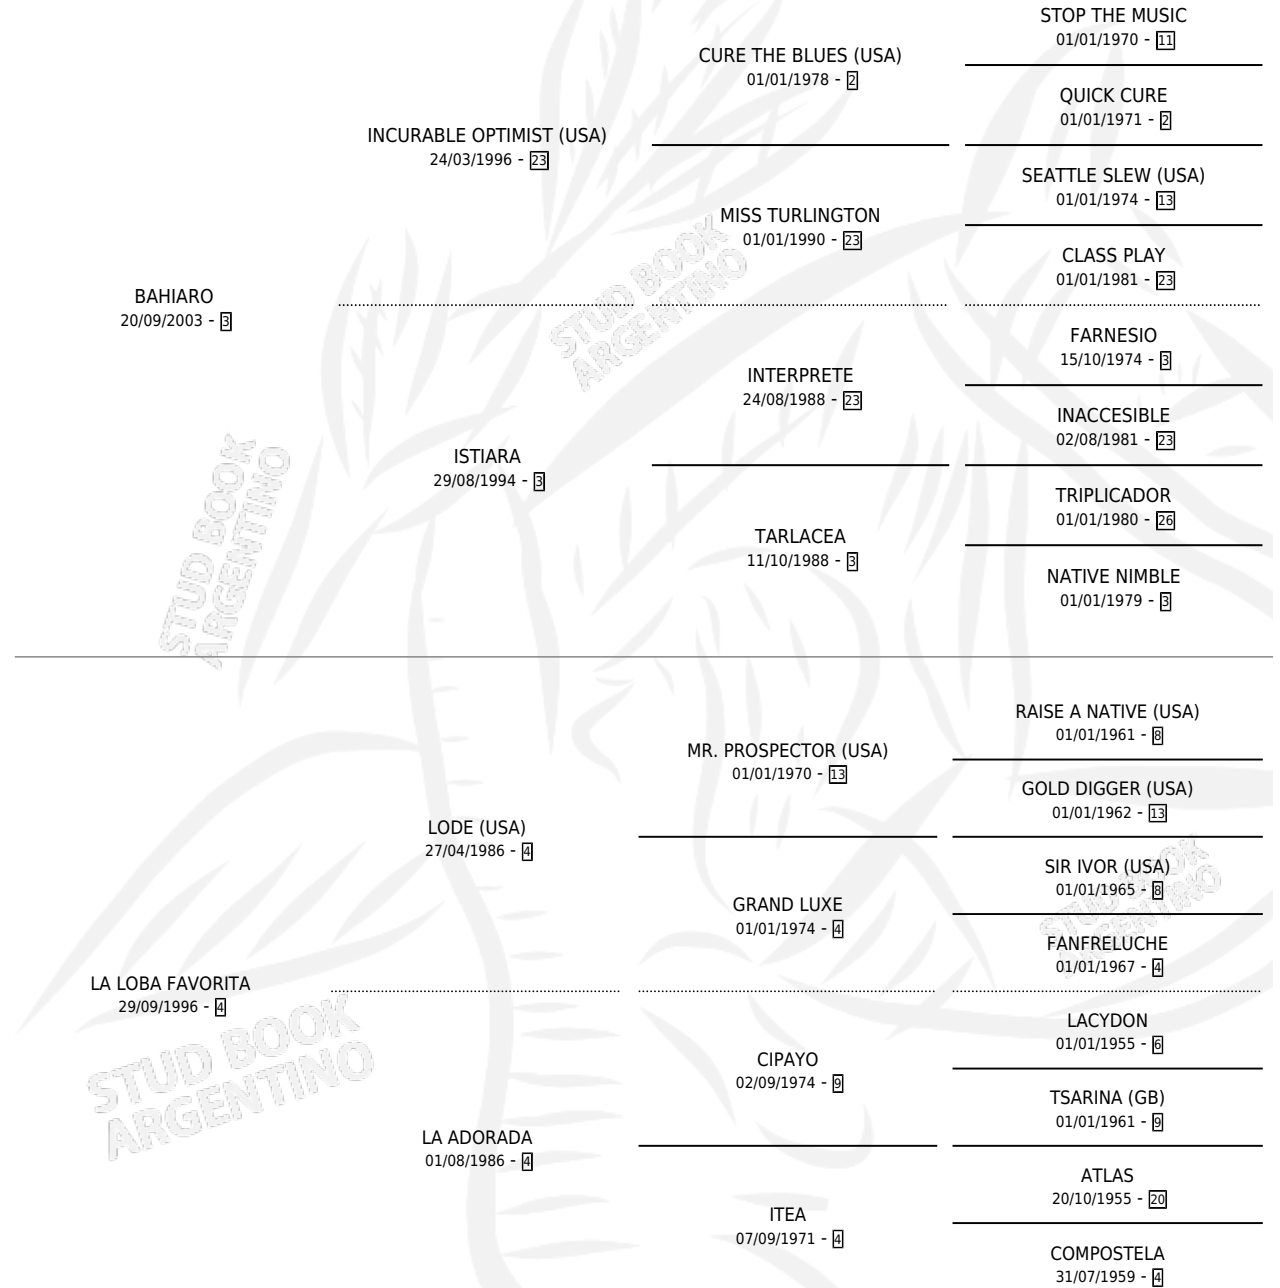 STOP THE MUSIC
01/01/1970 - 11
CURE THE BLUES (USA)
01/01/1978 - 2
QUICK CURE
01/01/1971 - 2
INCURABLE OPTIMIST (USA)
24/03/1996 - 23
SEATTLE SLEW (USA)
01/01/1974 - 13
MISS TURLINGTON
01/01/1990 - 23
CLASS PLAY
01/01/1981 - 23
BAHIARO
20/09/2003 - 3
STUD BOOK
ARGENTINO
FARNESIO
15/10/1974 - 3
INTERPRETE
24/08/1988 - 23
INACCESIBLE
02/08/1981 - 23
ISTIARA
29/08/1994 - 3
STUD BOOK
ARGENTINO
TRIPLICADOR
01/01/1980 - 26
TARLACEA
11/10/1988 - 3
NATIVE NIMBLE
01/01/1979 - 3
RAISE A NATIVE (USA)
01/01/1961 - 8
MR. PROSPECTOR (USA)
01/01/1970 - 13
GOLD DIGGER (USA)
01/01/1962 - 13
LODE (USA)
27/04/1986 - 4
SIR IVOR (USA)
01/01/1965 - 8
STUD BOOK
ARGENTINO
GRAND LUXE
01/01/1974 - 4
FANFRELUCHE
01/01/1967 - 4
LA LOBA FAVORITA
29/09/1996 - 4
STUD BOOK
ARGENTINO
LACYDON
01/01/1955 - 6
CIPAYO
02/09/1974 - 9
TSARINA (GB)
01/01/1961 - 9
LA ADORADA
01/08/1986 - 4
ATLAS
20/10/1955 - 20
ITEA
07/09/1971 - 4
COMPOSTELA
31/07/1959 - 4